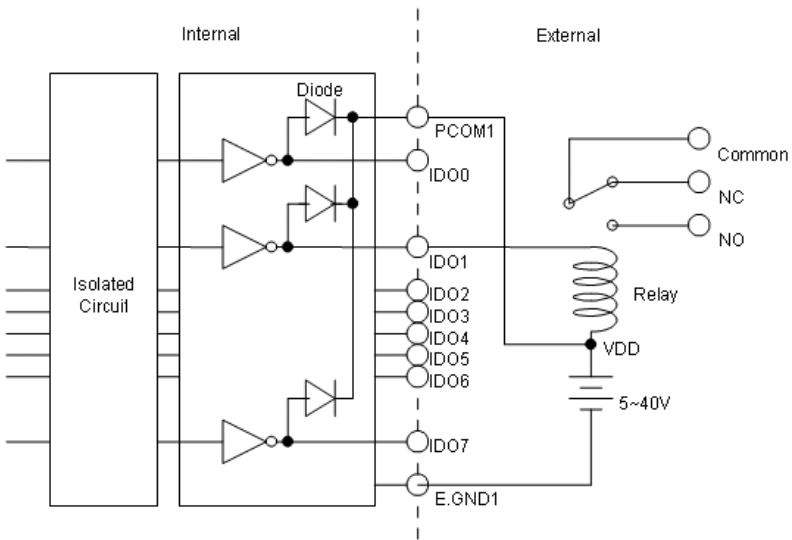 Internal
External
Diode
PCOM1
Common
IDO0
NC
NO
IDO1
Isolated
Circuit
IDO2
Relay
IDO3
IDO4
VDD
IDO5
IDO6
5~40V
IDO7
E.GND1